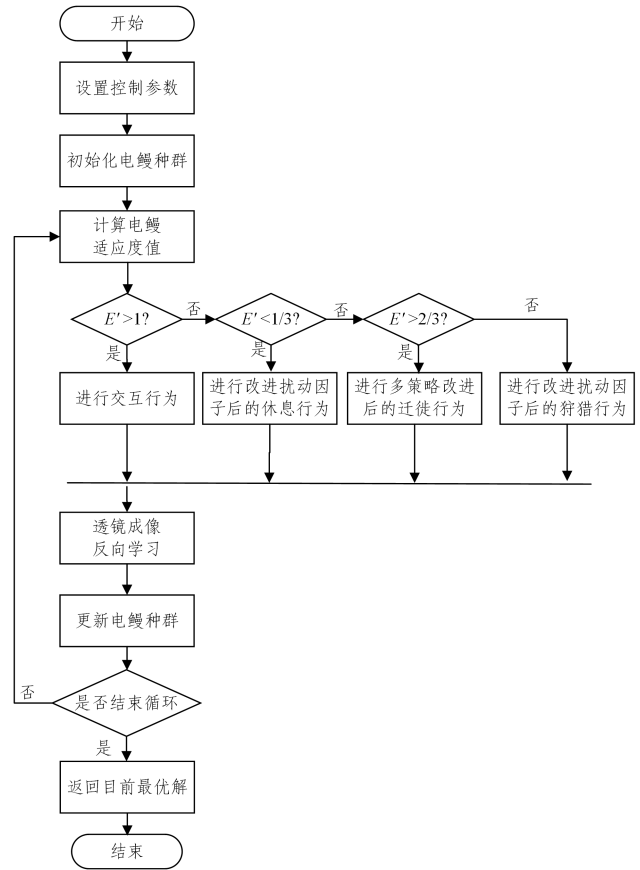 开始
设置控制参数
初始化电鳗种群
计算电鳗
适应度值
E′>1?
否
E′<1/3?
否
E′>2/3?
否
是
是
是
进行交互行为
进行改进扰动因
子后的休息行为
进行多策略改进
后的迁徙行为
进行改进扰动因
子后的狩猎行为
透镜成像
反向学习
更新电鳗种群
否
是否结束循环
是
返回目前最优解
结束